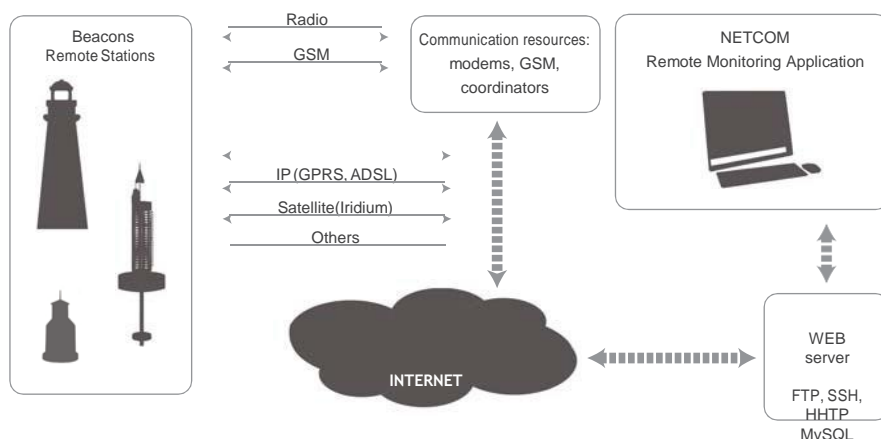 Beacons
Remote Stations
Radio
GSM
IP (GPRS, ADSL)
Satellite(Iridium)
Others
Communication resources:
modems, GSM,
coordinators
NETCOM
Remote Monitoring Application
INTERNET
WEB
server
FTP, SSH,
HHTP
MySQL